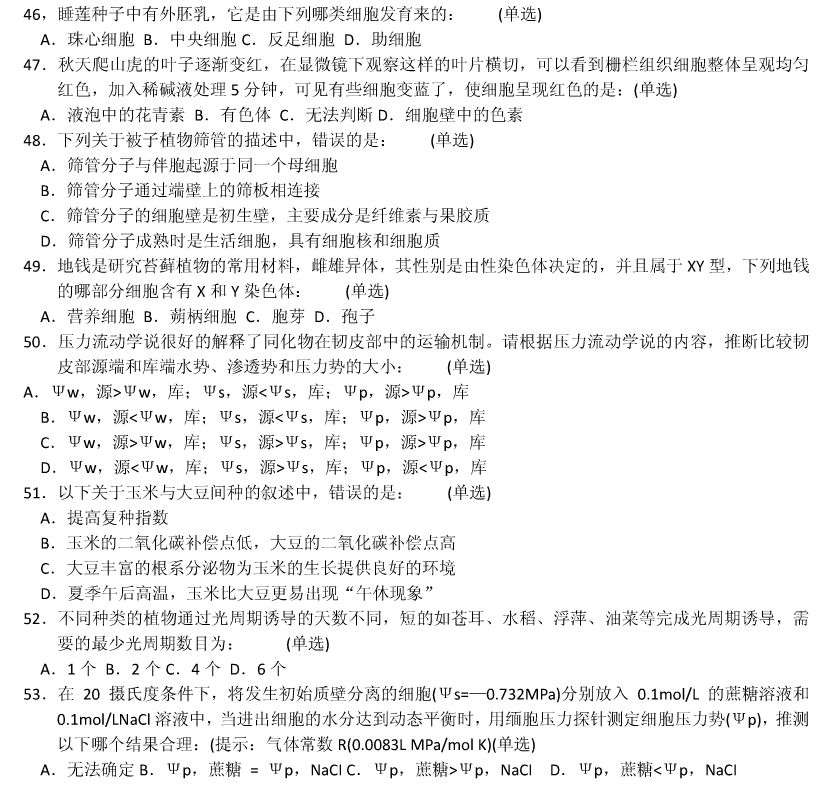 46，睡莲种子中有外胚乳，它是由下列哪类细胞发育来的： (单选)
A．珠心细胞 B．中央细胞 C．反足细胞 D．助细胞
47．秋天爬山虎的叶子逐渐变红，在显微镜下观察这样的叶片横切，可以看到栅栏组织细胞整体呈观均匀
红色，加入稀碱液处理 5 分钟，可见有些细胞变蓝了，使细胞呈现红色的是：(单选)
A．液泡中的花青素 B．有色体 C．无法判断 D．细胞壁中的色素
48．下列关于被子植物筛管的描述中，错误的是： (单选)
A．筛管分子与伴胞起源于同一个母细胞
B．筛管分子通过端壁上的筛板相连接
C．筛管分子的细胞壁是初生壁，主要成分是纤维素与果胶质
D．筛管分子成熟时是生活细胞，具有细胞核和细胞质
49．地钱是研究苔藓植物的常用材料，雌雄异体，其性别是由性染色体决定的，并且属于 XY 型，下列地钱
的哪部分细胞含有 X 和 Y 染色体： (单选)
A．营养细胞 B．蒴柄细胞 C．胞芽 D．孢子
50．压力流动学说很好的解释了同化物在韧皮部中的运输机制。请根据压力流动学说的内容，推断比较韧
皮部源端和库端水势、渗透势和压力势的大小： (单选)
A．Ψw，源>Ψw，库；Ψs，源<Ψs，库；Ψp，源>Ψp，库
B．Ψw，源<Ψw，库；Ψs，源<Ψs，库；Ψp，源>Ψp，库
C．Ψw，源>Ψw，库；Ψs，源>Ψs，库；Ψp，源>Ψp，库
D．Ψw，源<Ψw，库；Ψs，源>Ψs，库；Ψp，源<Ψp，库
51．以下关于玉米与大豆间种的叙述中，错误的是： (单选)
A．提高复种指数
B．玉米的二氧化碳补偿点低，大豆的二氧化碳补偿点高
C．大豆丰富的根系分泌物为玉米的生长提供良好的环境
D．夏季午后高温，玉米比大豆更易出现“午休现象”
52．不同种类的植物通过光周期诱导的天数不同，短的如苍耳、水稻、浮萍、油菜等完成光周期诱导，需
要的最少光周期数目为： (单选)
A．1 个 B．2 个 C．4 个 D．6 个
53．在 20 摄氏度条件下，将发生初始质壁分离的细胞(Ψs=—0.732MPa)分别放入 0.1mol/L 的蔗糖溶液和
0.1mol/LNaCl 溶液中，当进出细胞的水分达到动态平衡时，用缅胞压力探针测定细胞压力势(Ψp)，推测
以下哪个结果合理：(提示：气体常数 R(0.0083L MPa/mol K)(单选)
A．无法确定 B．Ψp，蔗糖 = Ψp，NaCl C．Ψp，蔗糖>Ψp，NaCl D．Ψp，蔗糖<Ψp，NaCl